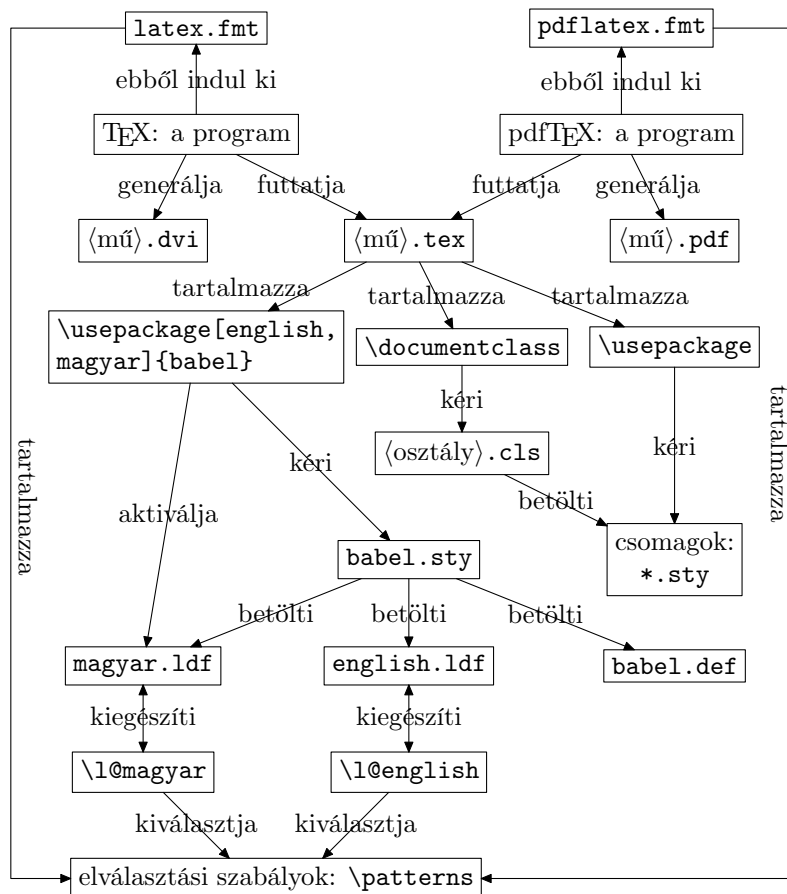 latex.fmt
pdflatex.fmt
ebből indul ki
ebből indul ki
TEX: a program
pdfTEX: a program
generálja
futtatja
futtatja
generálja
⟨mű⟩.dvi
⟨mű⟩.tex
⟨mű⟩.pdf
tartalmazza
tartalmazza
tartalmazza
\usepackage[english,
magyar]{babel}
\documentclass
\usepackage
kéri
tartalmazza
tartalmazza
⟨osztály⟩.cls
kéri
kéri
betölti
aktiválja
csomagok:
*.sty
babel.sty
betölti
betölti
betölti
magyar.ldf
english.ldf
babel.def
kiegészíti
kiegészíti
\l@magyar
\l@english
kiválasztja
kiválasztja
elválasztási szabályok: \patterns